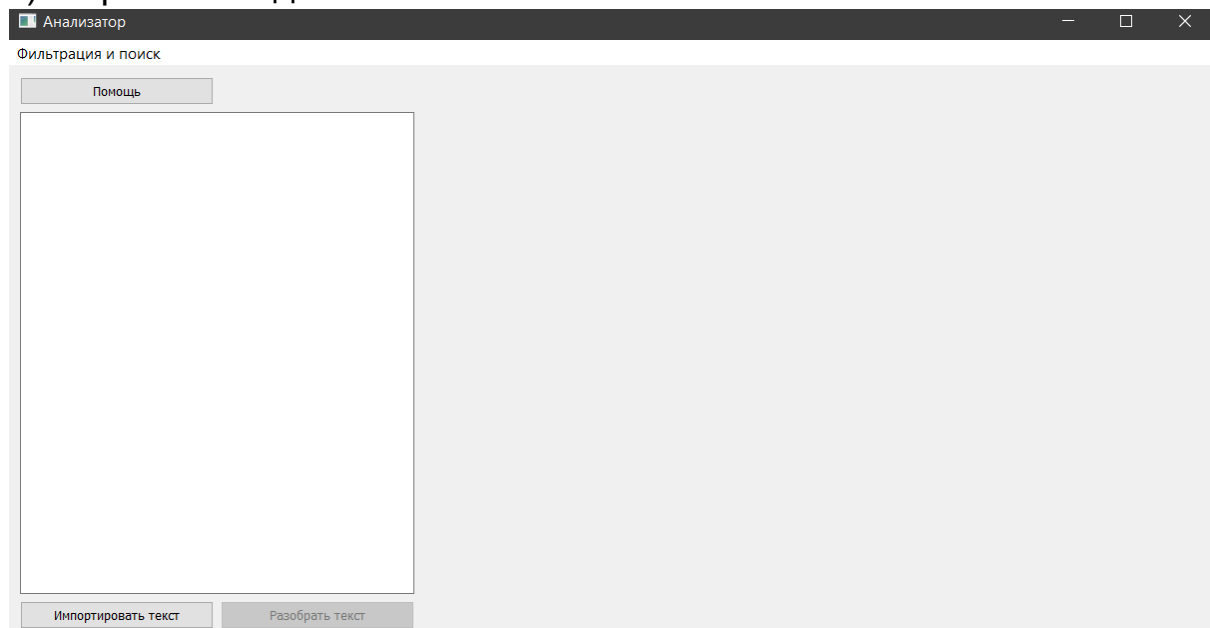 Анализатор
Фильтрация и поиск
Помощь
Импортировать текст
Разобрать текст